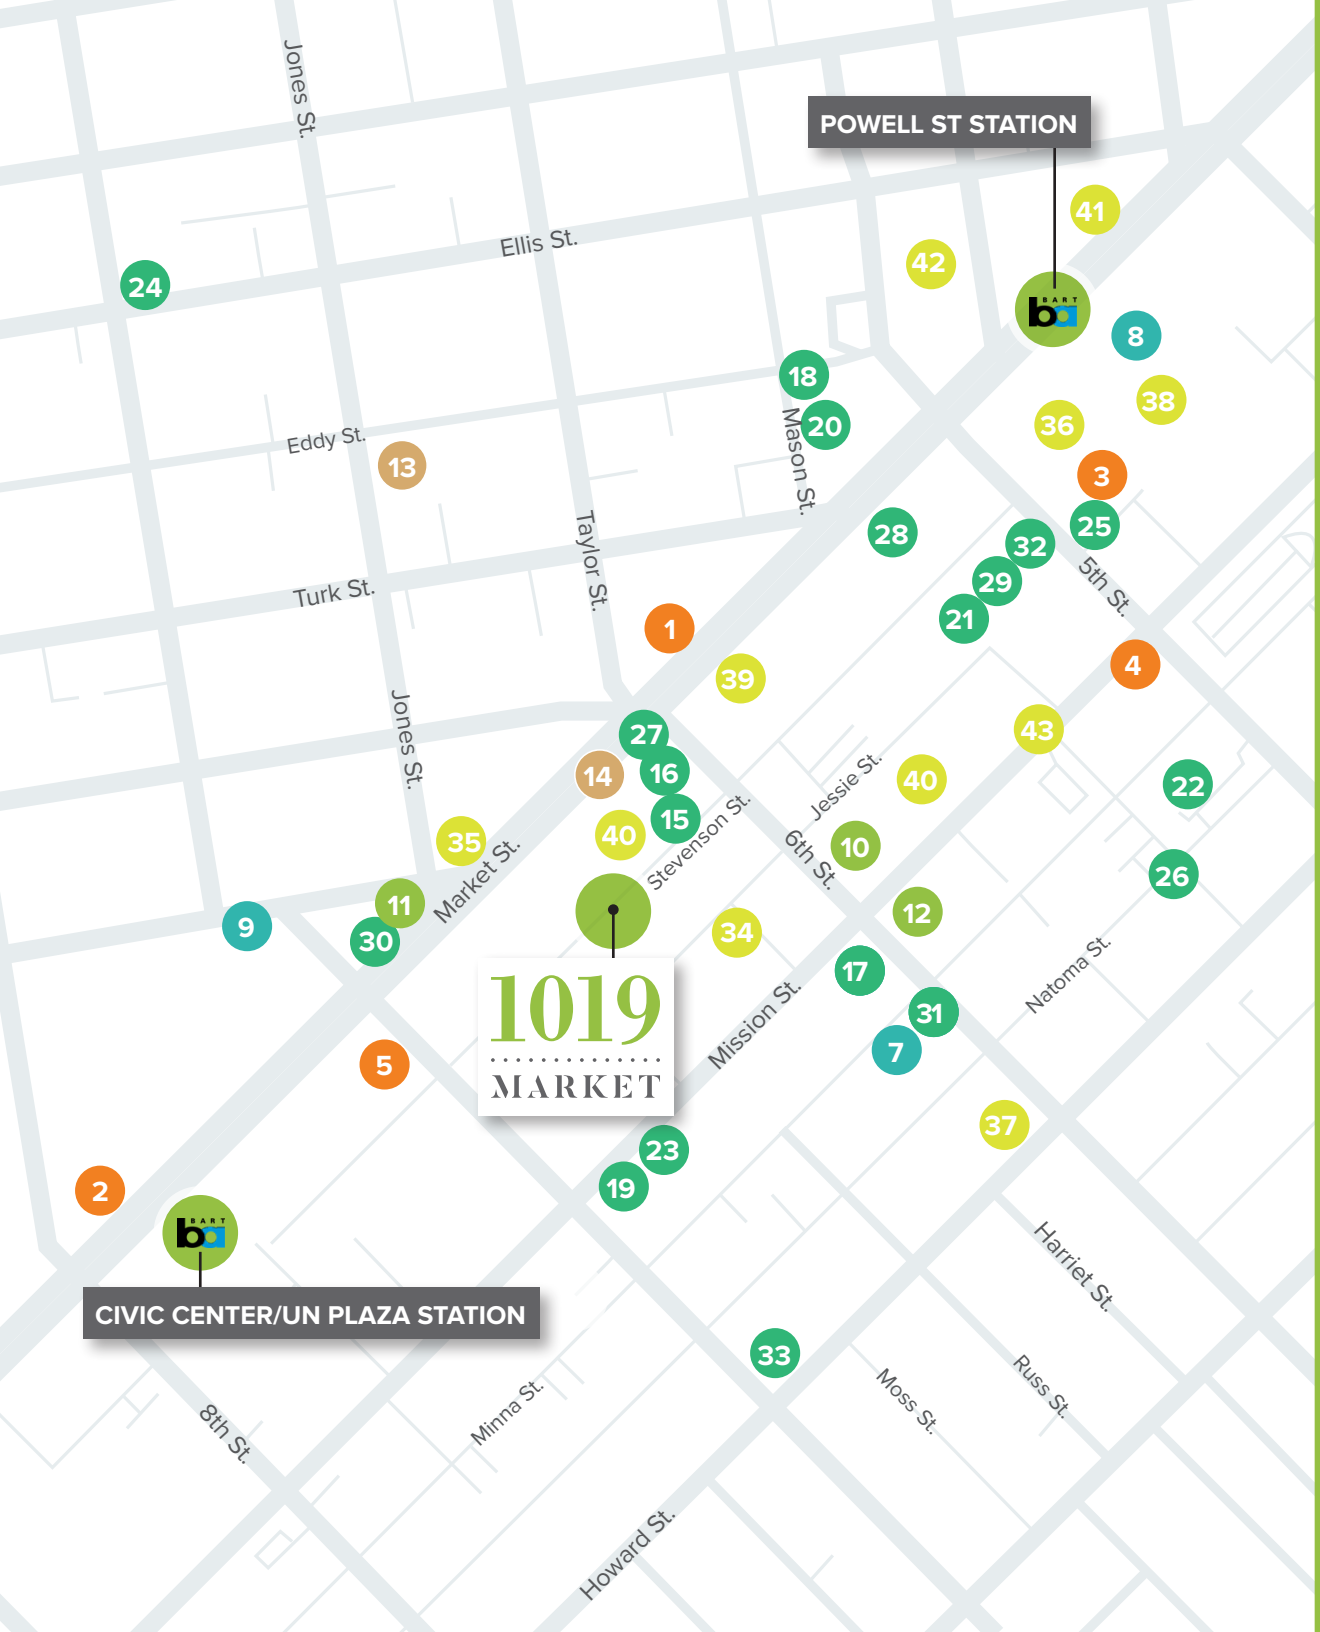 Jones St.
POWELL ST STATION
41
Ellis St.
42
24
BART
ba
8
18
38
Mason St.
20
36
Eddy St.
13
3
28
25
32
Taylor St.
29
5th St.
Turk St.
21
1
4
39
Jones St.
27
43
14
16
Jessie St.
40
22
15
40
Stevenson St.
35
6th St.
10
Market St.
26
11
9
30
12
34
17
Natoma St.
1019
MARKET
31
Mission St.
7
5
37
23
19
2
BART
ba
CIVIC CENTER/UN PLAZA STATION
Harriet St.
33
Minna St.
Moss St.
Russ St.
8th St.
Howard St.